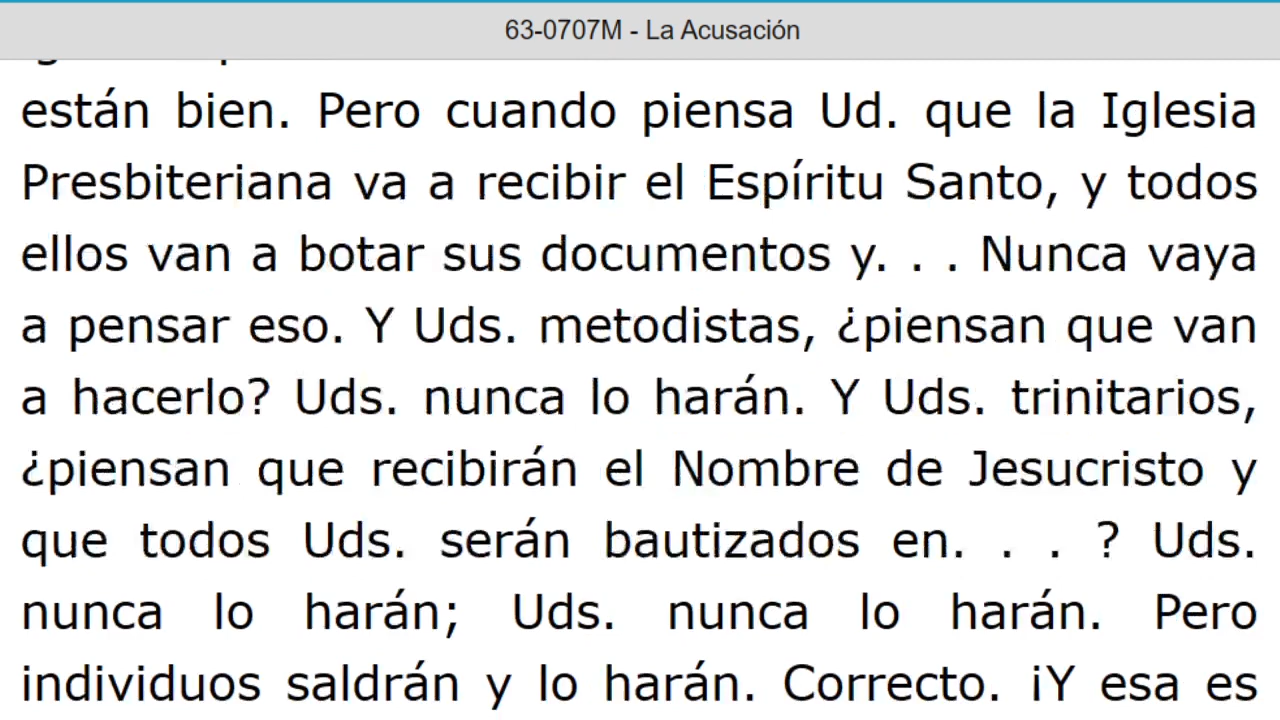 63-0707M - La Acusación
están bien. Pero cuando piensa Ud. que la Iglesia
Presbiteriana va a recibir el Espíritu Santo, y todos
ellos van a botar sus documentos y. . . Nunca vaya
a pensar eso. Y Uds. metodistas, ¿piensan que van
a hacerlo? Uds. nunca lo harán. Y Uds. trinitarios,
¿piensan que recibirán el Nombre de Jesucristo y
que todos Uds. serán bautizados en. . . ? Uds.
nunca lo harán; Uds. nunca lo harán. Pero
individuos saldrán y lo harán. Correcto. ¡Y esa es